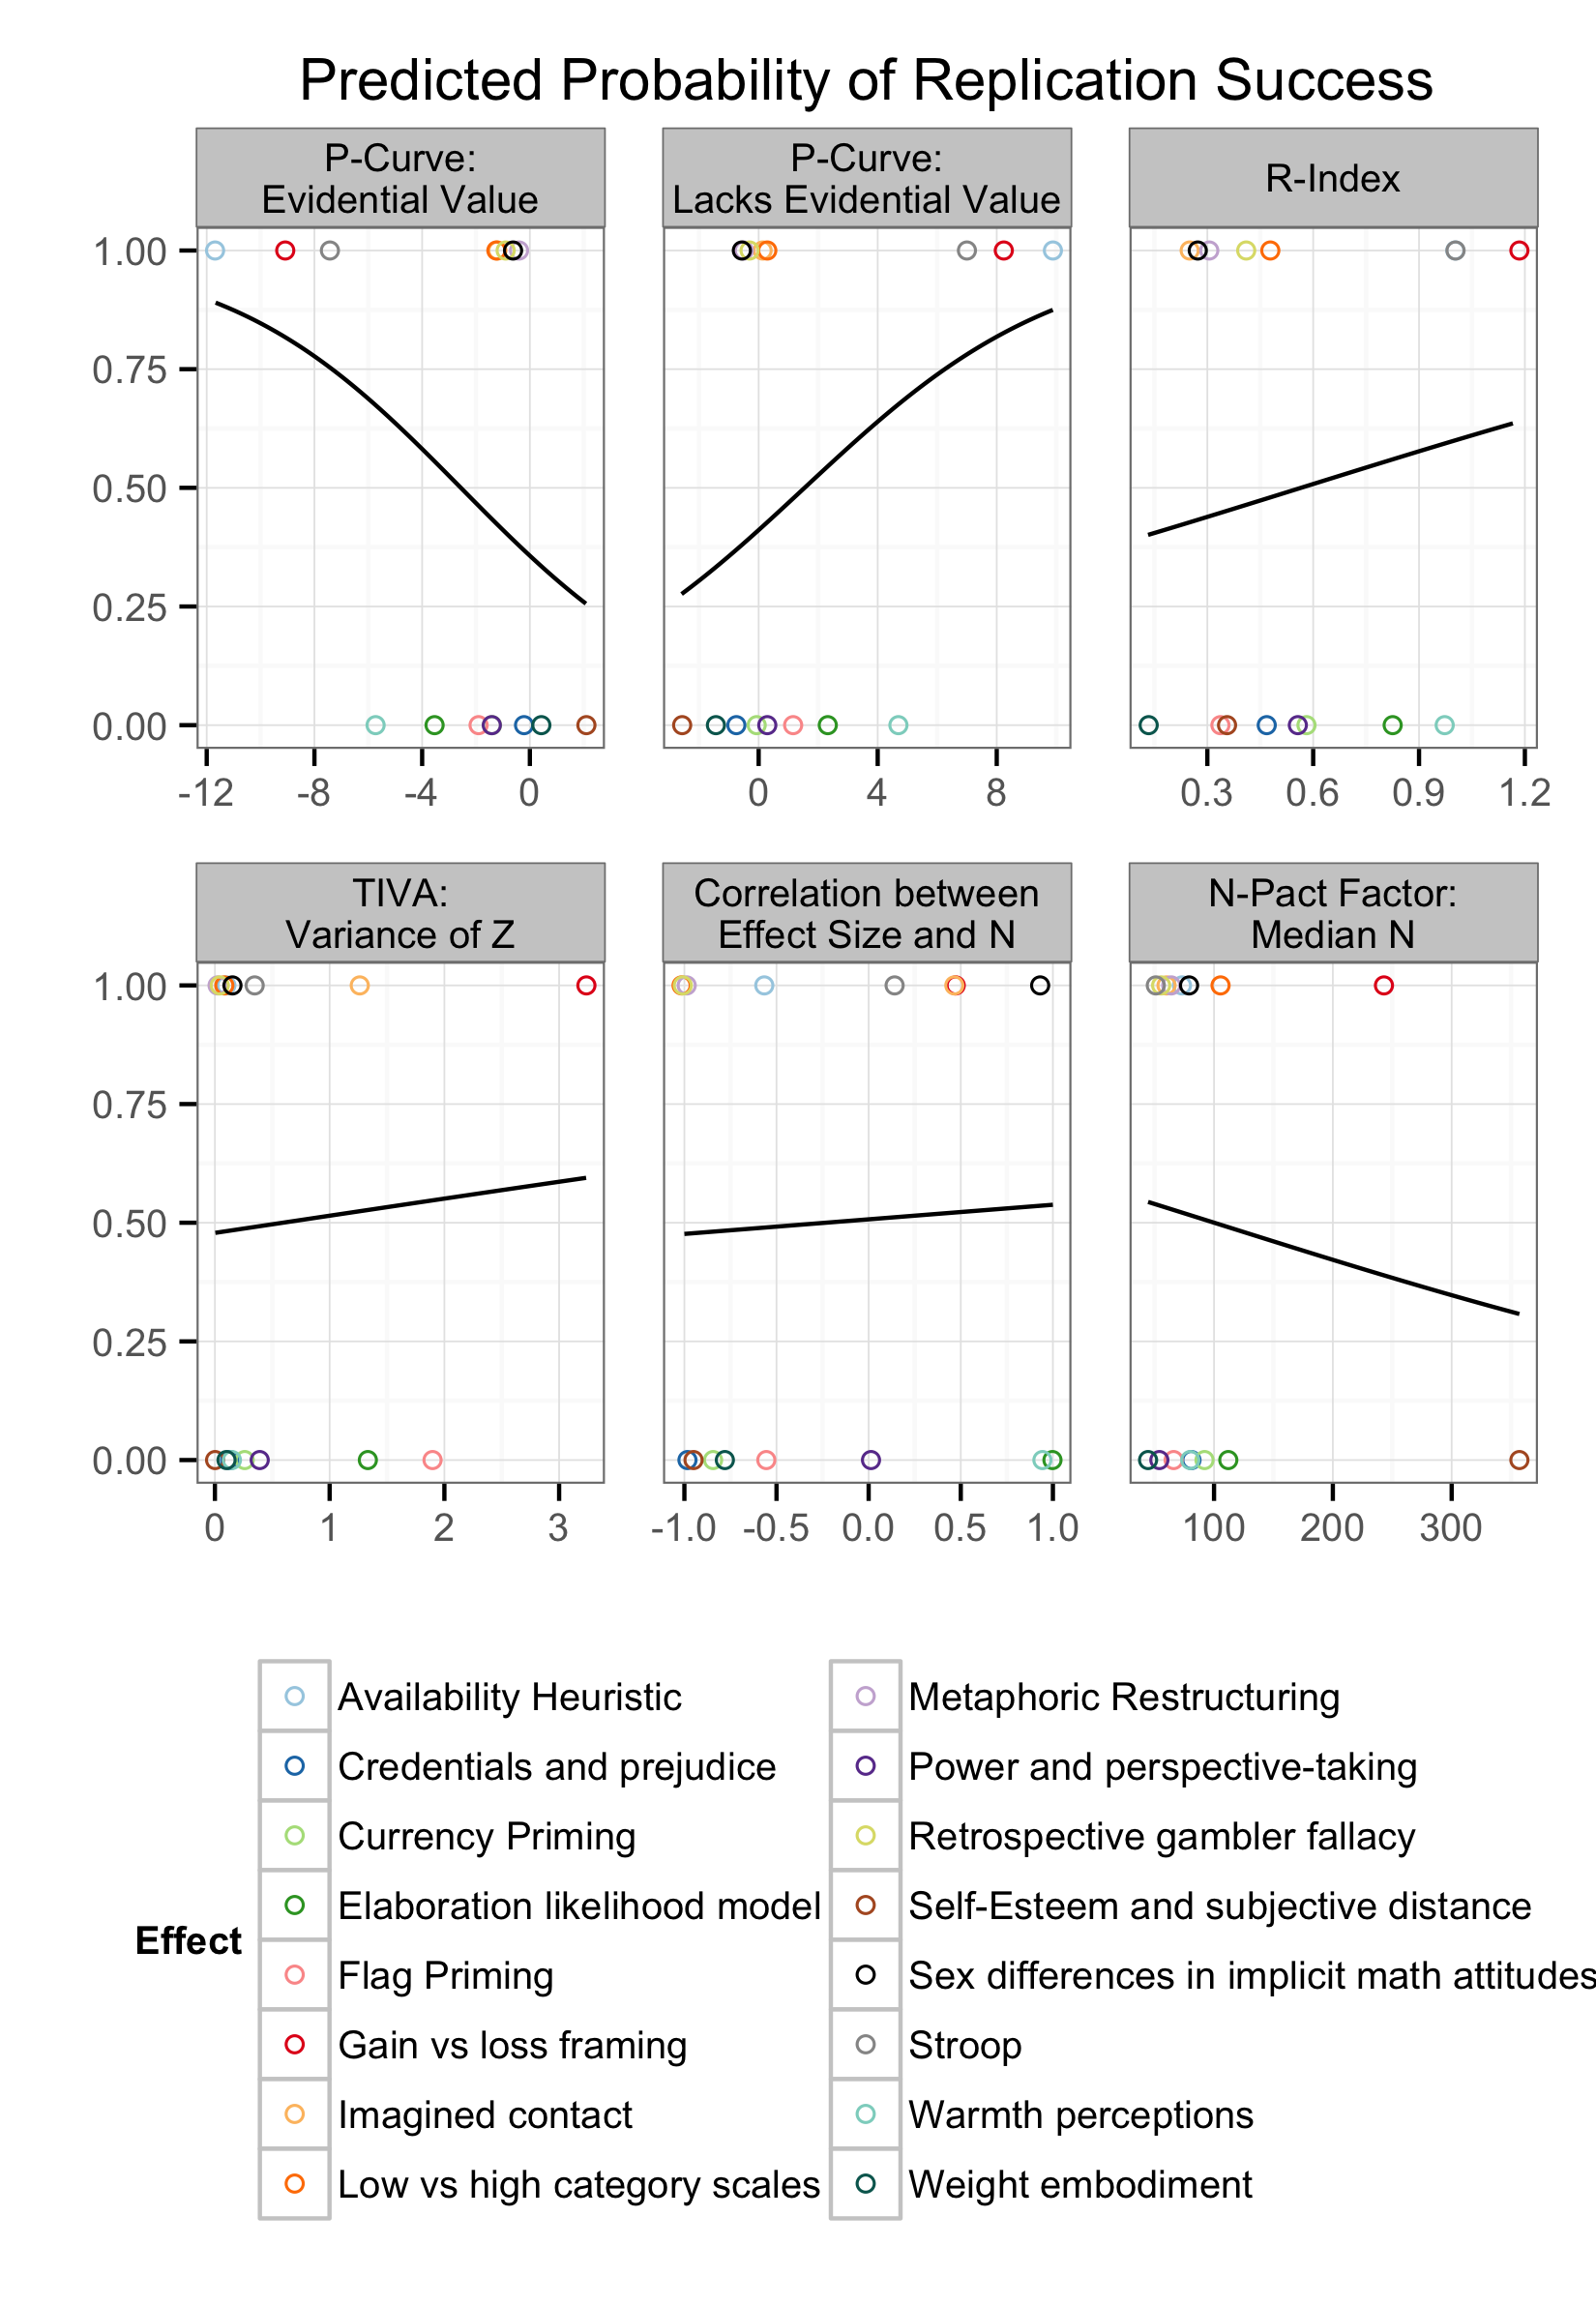 Predicted Probability of Replication Success
P-Curve:
Evidential Value
P-Curve:
Lacks Evidential Value
R-Index
1.00
0.75
0.50
0.25
0.00
-12 -8 -4 0
0 4 8
0.3 0.6 0.9 1.2
TIVA:
Variance of Z
Correlation between
Effect Size and N
N-Pact Factor:
Median N
1.00
0.75
0.50
0.25
0.00
0 1 2 3
-1.0 -0.5 0.0 0.5 1.0
100 200 300
Effect
Availability Heuristic
Credentials and prejudice
Currency Priming
Elaboration likelihood model
Flag Priming
Gain vs loss framing
Imagined contact
Low vs high category scales
Metaphoric Restructuring
Power and perspective-taking
Retrospective gambler fallacy
Self-Esteem and subjective distance
Sex differences in implicit math attitudes
Stroop
Warmth perceptions
Weight embodiment